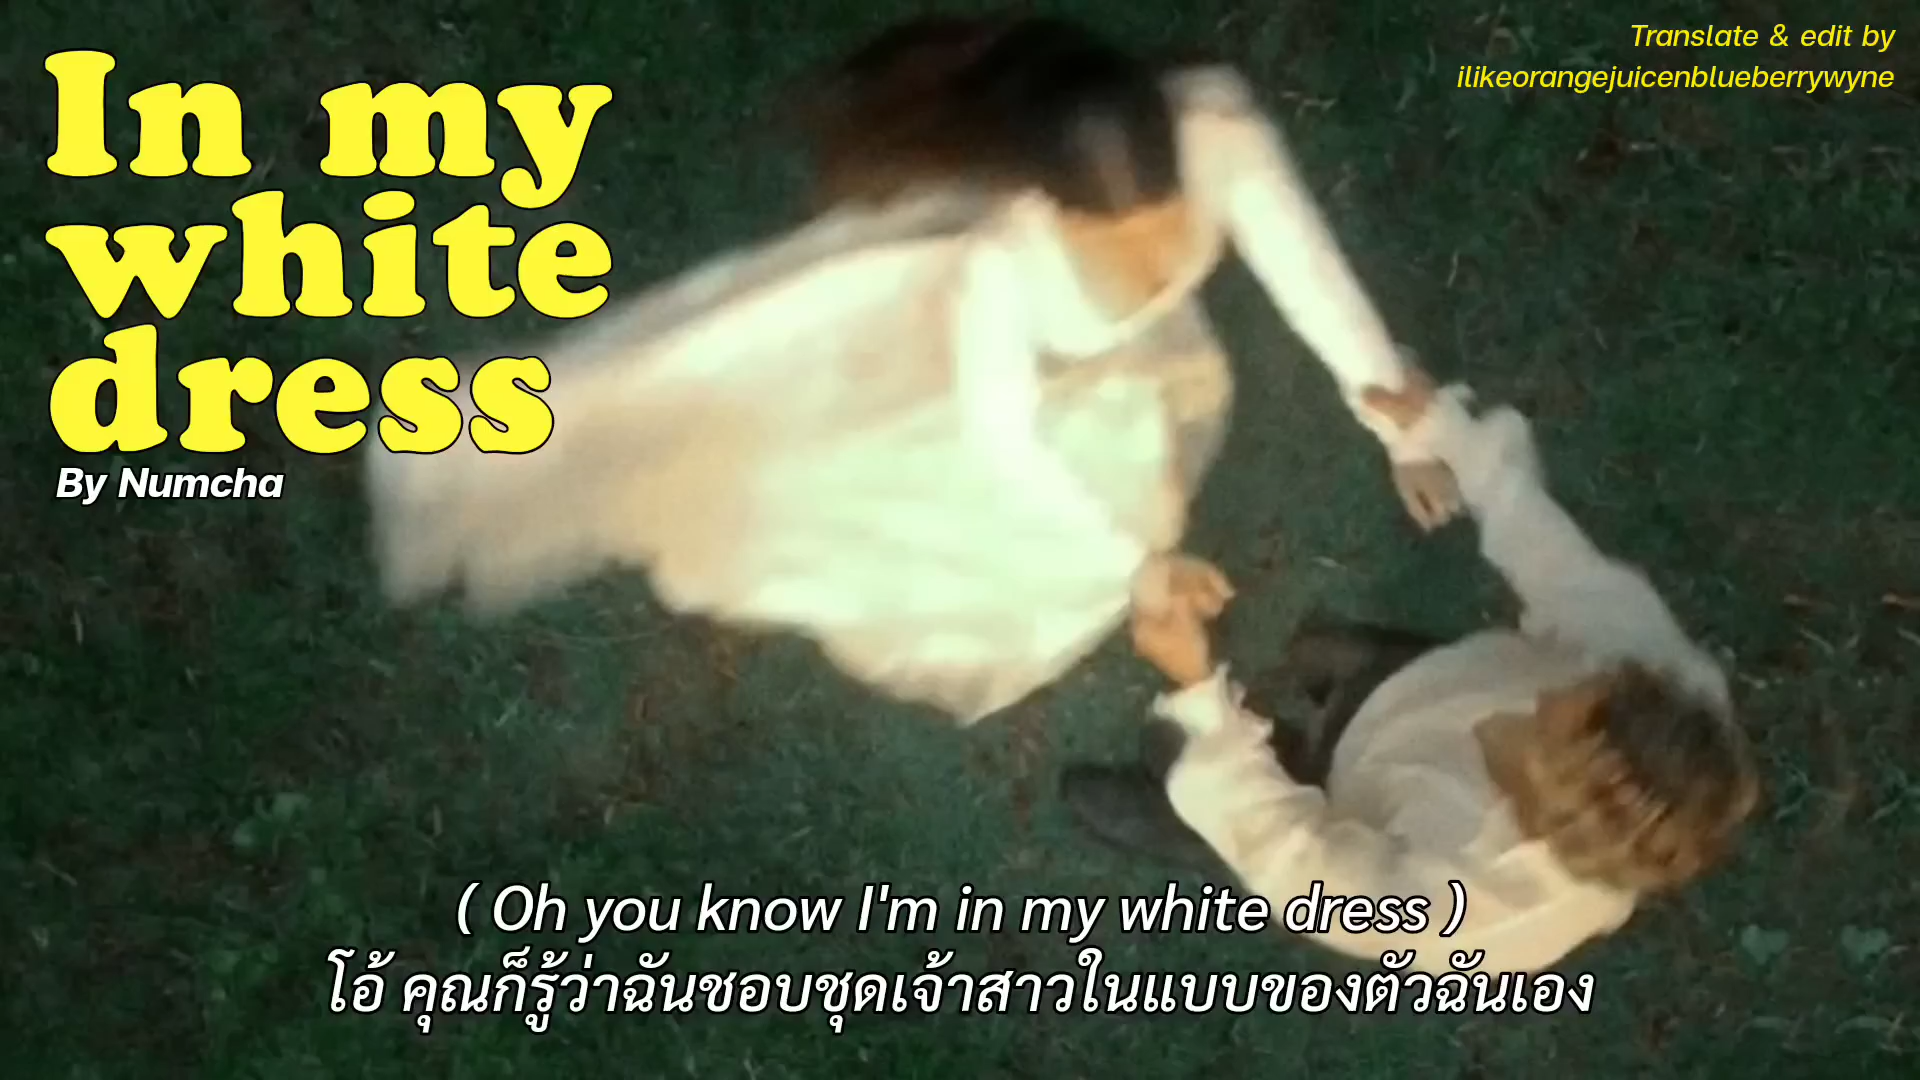 In my
white
dress
By Numcha
Translate & edit by
ilikeorangejuicenblueberrywyne
( Oh you know I'm in my white dress )
โอ้ คุณก็รู้ว่าฉันชอบชุดเจ้าสาวในแบบของตัวฉันเอง